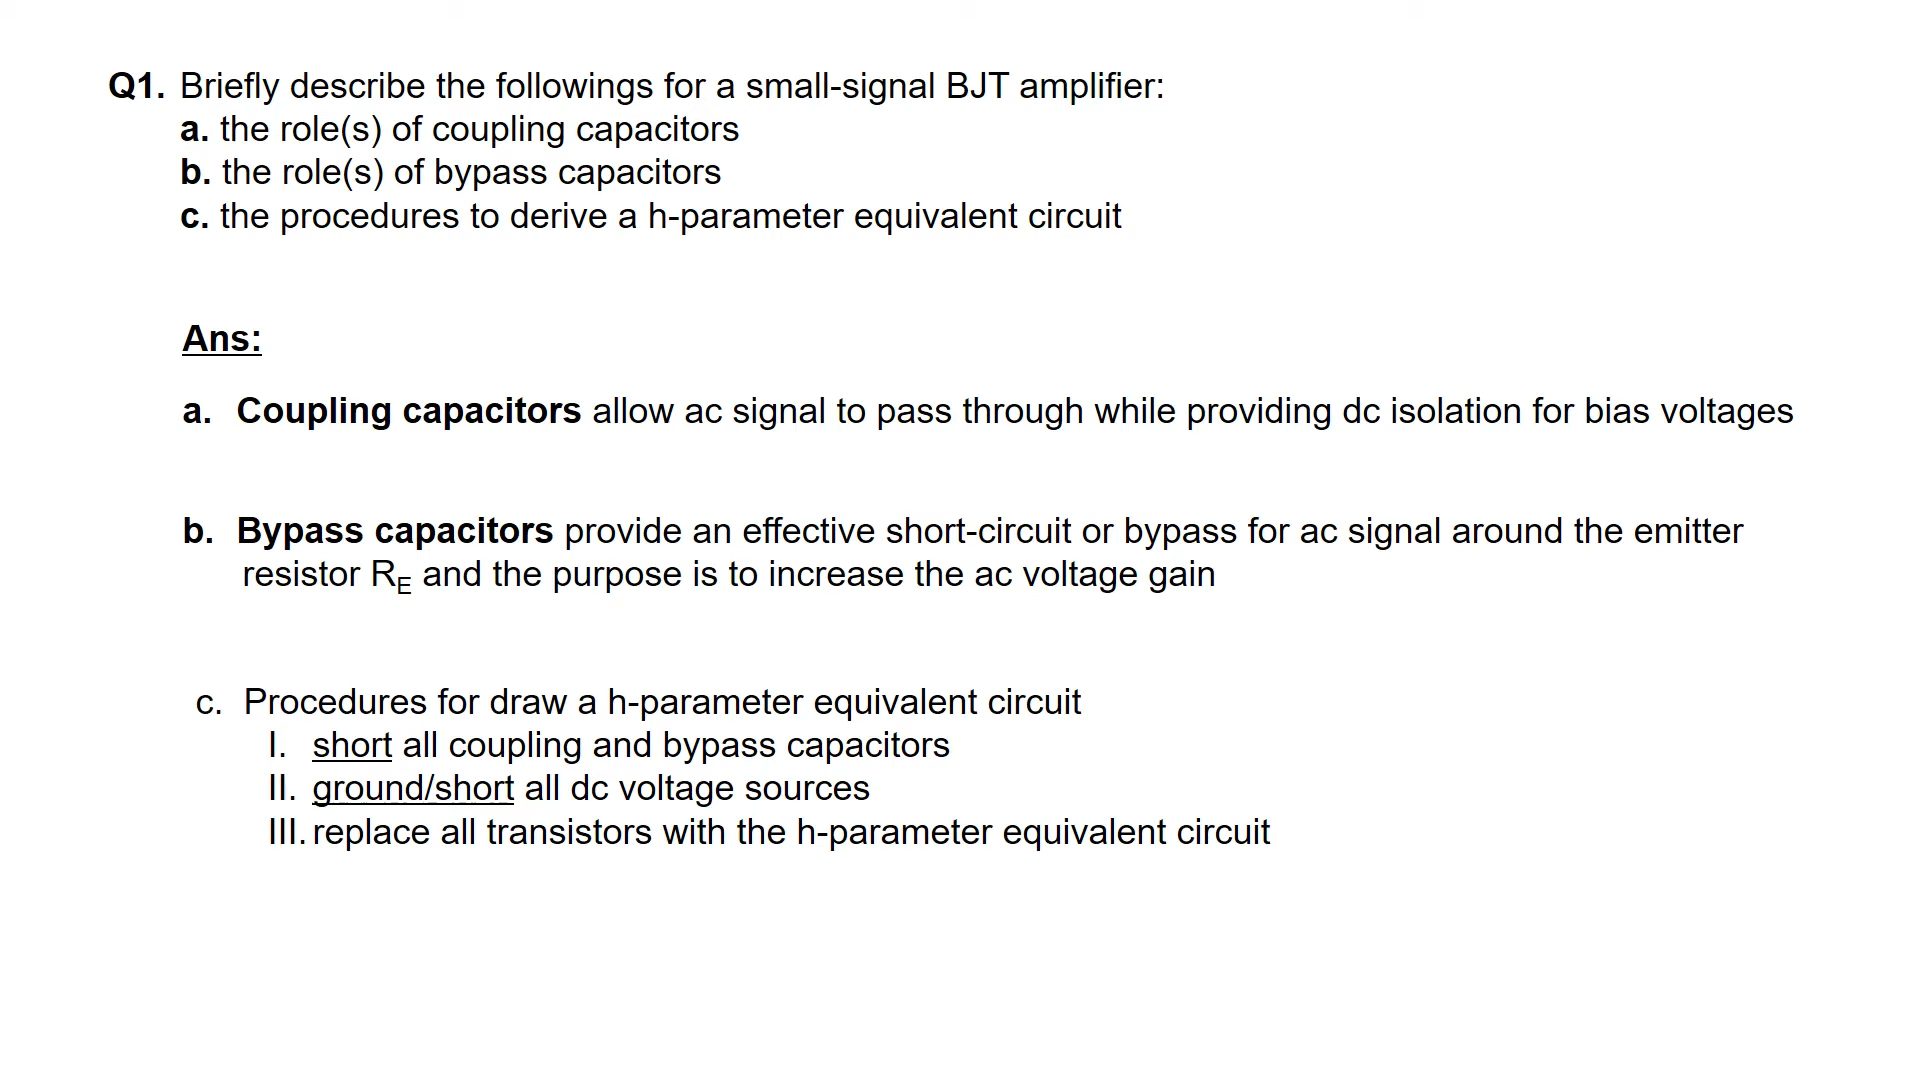 Q1. Briefly describe the followings for a small-signal BJT amplifier:
a. the role(s) of coupling capacitors
b. the role(s) of bypass capacitors
c. the procedures to derive a h-parameter equivalent circuit
Ans:
a. Coupling capacitors allow ac signal to pass through while providing dc isolation for bias voltages
b. Bypass capacitors provide an effective short-circuit or bypass for ac signal around the emitter
resistor RE and the purpose is to increase the ac voltage gain
c. Procedures for draw a h-parameter equivalent circuit
I. short all coupling and bypass capacitors
II. ground/short all dc voltage sources
III. replace all transistors with the h-parameter equivalent circuit